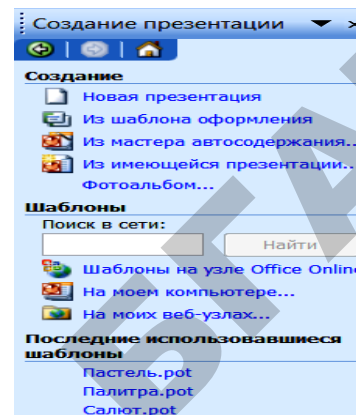 Создание презентации
Создание
Новая презентация
Из шаблона оформления
Из мастера автосодержания...
Из имеющейся презентации...
Фотоальбом...
Шаблоны
Поиск в сети:
Найти
Шаблоны на узле Office Online
На моем компьютере...
На моих веб-узлах...
Последние использовавшиеся
шаблоны
Пастель.pot
Палитра.pot
Салют.pot